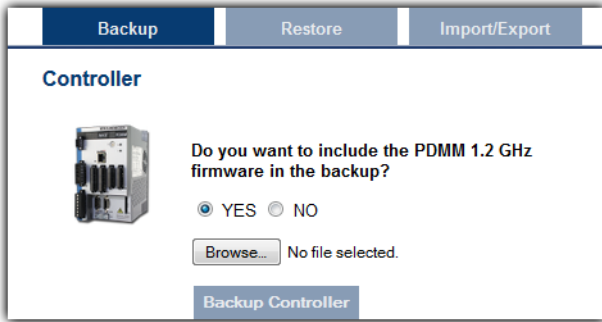 Backup Restore Import/Export
Controller
Do you want to include the PDMM 1.2 GHz
firmware in the backup?
YES NO
Browse... No file selected.
Backup Controller